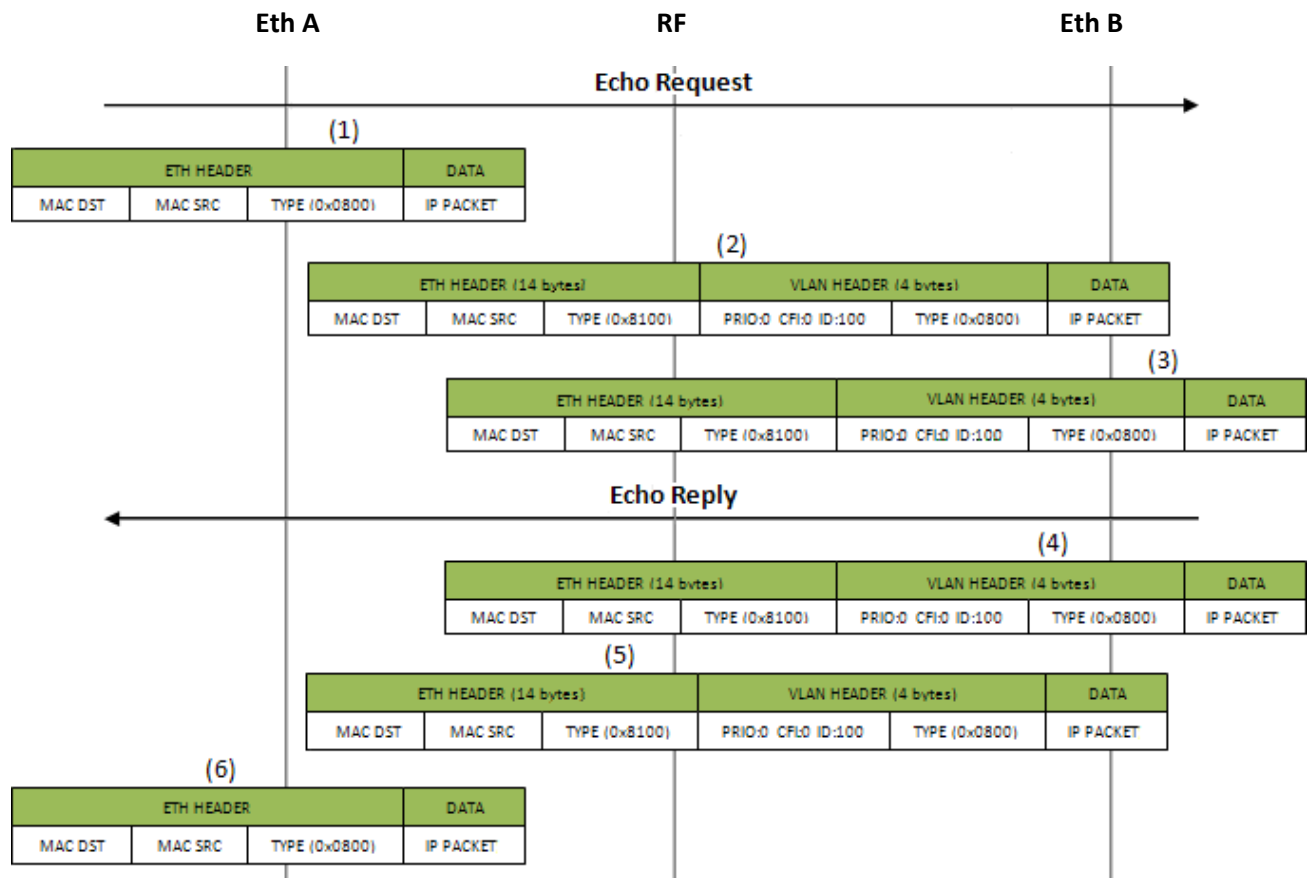 Eth A RF Eth B
Echo Request
(1)
ETH HEADER DATA
MAC DST MAC SRC TYPE (0x0800) IP PACKET
(2)
ETH HEADER (14 bytes) VLAN HEADER (4 bytes) DATA
MAC DST MAC SRC TYPE (0x8100) PRIO:0 CFI:0 ID:100 TYPE (0x0800) IP PACKET
(3)
ETH HEADER (14 bytes) VLAN HEADER (4 bytes) DATA
MAC DST MAC SRC TYPE (0x8100) PRIO:0 CFI:0 ID:100 TYPE (0x0800) IP PACKET
Echo Reply
(4)
ETH HEADER (14 bytes) VLAN HEADER (4 bytes) DATA
MAC DST MAC SRC TYPE (0x8100) PRIO:0 CFI:0 ID:100 TYPE (0x0800) IP PACKET
(5)
ETH HEADER (14 bytes) VLAN HEADER (4 bytes) DATA
MAC DST MAC SRC TYPE (0x8100) PRIO:0 CFI:0 ID:100 TYPE (0x0800) IP PACKET
(6)
ETH HEADER DATA
MAC DST MAC SRC TYPE (0x0800) IP PACKET